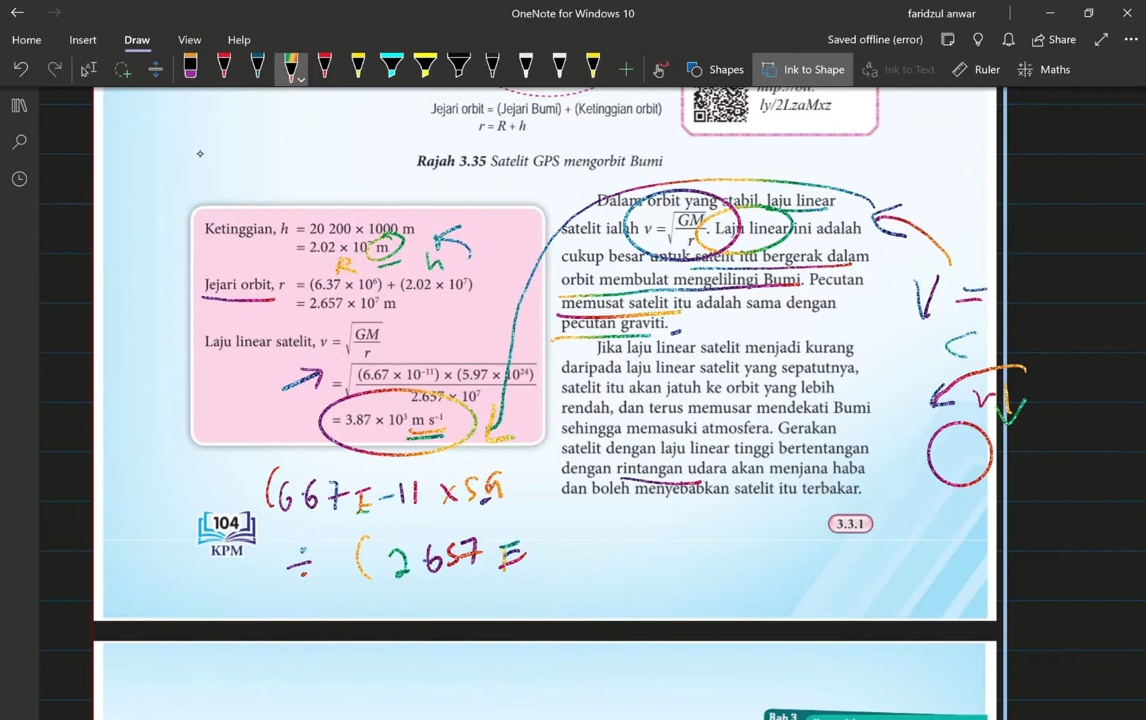 OneNote for Windows 10
faridzul anwar
Home Insert Draw View Help
Saved offline (error)
Share
Shapes
Ink to Shape
Ink to Text
Ruler
Maths
Jejari orbit = (Jejari Bumi) + (Ketinggian orbit)
r = R + h
ly/2LzaMxz
Rajah 3.35 Satelit GPS mengorbit Bumi
Ketinggian, h = 20 200 × 1000 m
= 2.02 × 10⁷ m
R h
Jejari orbit, r = (6.37 × 10⁶) + (2.02 × 10⁷)
= 2.657 × 10⁷ m
Laju linear satelit, v = √(GM/r)
= √((6.67 × 10⁻¹¹) × (5.97 × 10²⁴) / 2.657 × 10⁷)
= 3.87 × 10³ m s⁻¹
(667E-11 x59
÷ (2657E
104
KPM
Dalam orbit yang stabil, laju linear
satelit ialah v = √(GM/r). Laju linear ini adalah
cukup besar untuk satelit itu bergerak dalam
orbit membulat mengelilingi Bumi. Pecutan
memusat satelit itu adalah sama dengan
pecutan graviti.
Jika laju linear satelit menjadi kurang
daripada laju linear satelit yang sepatutnya,
satelit itu akan jatuh ke orbit yang lebih
rendah, dan terus memusar mendekati Bumi
sehingga memasuki atmosfera. Gerakan
satelit dengan laju linear tinggi bertentangan
dengan rintangan udara akan menjana haba
dan boleh menyebabkan satelit itu terbakar.
3.3.1
V =
r
Bab 3